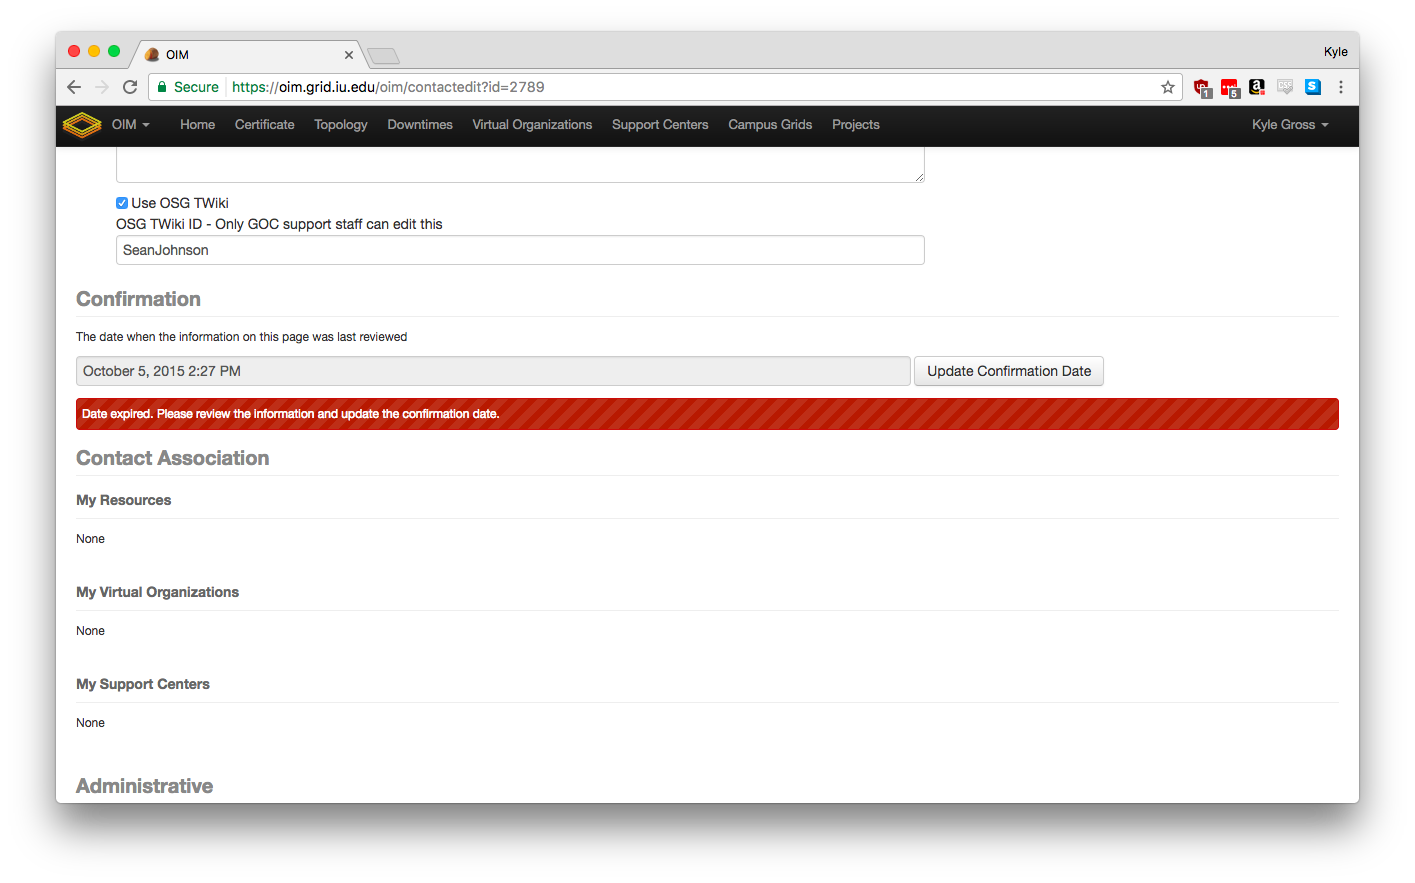 OIM
Kyle
Secure https://oim.grid.iu.edu/oim/contactedit?id=2789
1
5
a
S
OIM Home Certificate Topology Downtimes Virtual Organizations Support Centers Campus Grids Projects Kyle Gross
Use OSG TWiki
OSG TWiki ID - Only GOC support staff can edit this
SeanJohnson
Confirmation
The date when the information on this page was last reviewed
October 5, 2015 2:27 PM Update Confirmation Date
Date expired. Please review the information and update the confirmation date.
Contact Association
My Resources
None
My Virtual Organizations
None
My Support Centers
None
Administrative